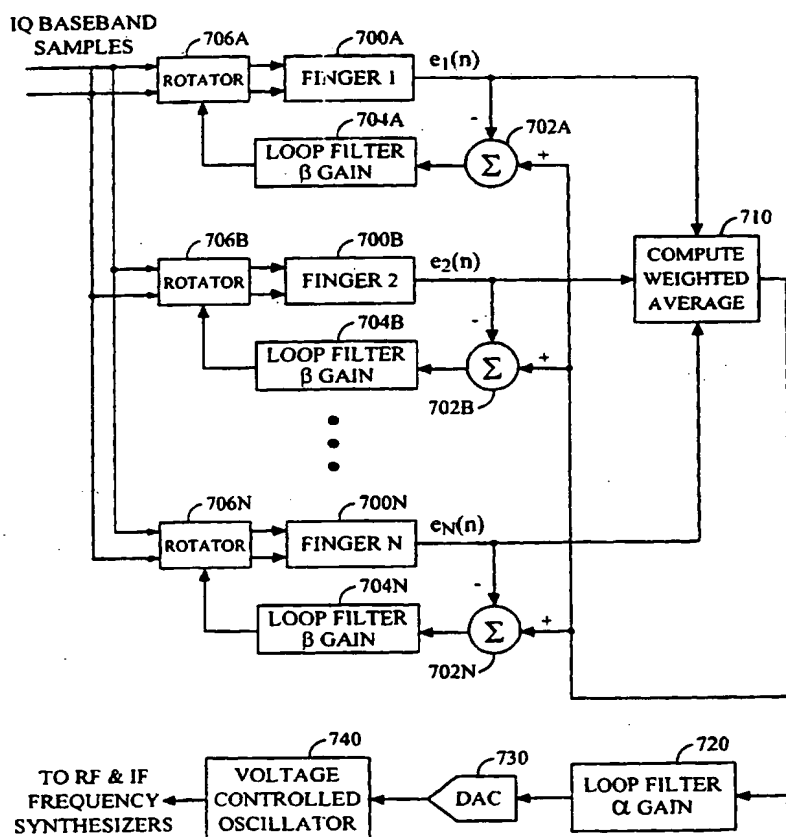 IQ BASEBAND
SAMPLES
706A
ROTATOR
700A
FINGER 1
e1(n)
704A
LOOP FILTER
β GAIN
-
702A
Σ
+
706B
ROTATOR
700B
FINGER 2
e2(n)
710
COMPUTE
WEIGHTED
AVERAGE
704B
LOOP FILTER
β GAIN
-
Σ
+
702B
706N
ROTATOR
700N
FINGER N
eN(n)
704N
LOOP FILTER
β GAIN
-
Σ
+
702N
TO RF & IF
FREQUENCY
SYNTHESIZERS
740
VOLTAGE
CONTROLLED
OSCILLATOR
730
DAC
720
LOOP FILTER
α GAIN